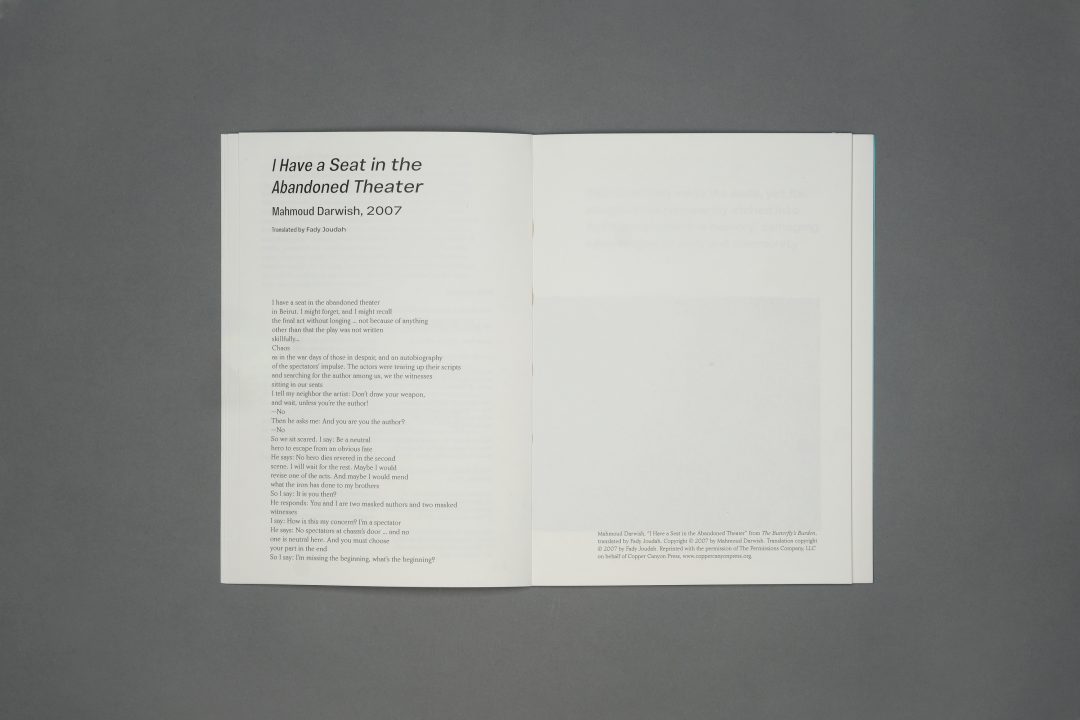 I Have a Seat in the
Abandoned Theater
Mahmoud Darwish, 2007
Translated by Fady Joudah
I have a seat in the abandoned theater
in Beirut. I might forget, and I might recall
the final act without longing ... not because of anything
other than that the play was not written
skillfully...
Chaos
as in the war days of those in despair, and an autobiography
of the spectators' impulse. The actors were tearing up their scripts
and searching for the author among us, we the witnesses
sitting in our seats
I tell my neighbor the artist: Don't draw your weapon,
and wait, unless you're the author!
—No
Then he asks me: And you are you the author?
—No
So we sit scared. I say: Be a neutral
hero to escape from an obvious fate
He says: No hero dies revered in the second
scene. I will wait for the rest. Maybe I would
revise one of the acts. And maybe I would mend
what the iron has done to my brothers
So I say: It is you then?
He responds: You and I are two masked authors and two masked
witnesses
I say: How is this my concern? I'm a spectator
He says: No spectators at chasm's door ... and no
one is neutral here. And you must choose
your part in the end
So I say: I'm missing the beginning, what's the beginning?
Mahmoud Darwish, "I Have a Seat in the Abandoned Theater" from The Butterfly's Burden,
translated by Fady Joudah. Copyright © 2007 by Mahmoud Darwish. Translation copyright
© 2007 by Fady Joudah. Reprinted with the permission of The Permissions Company, LLC
on behalf of Copper Canyon Press, www.coppercanyonpress.org.